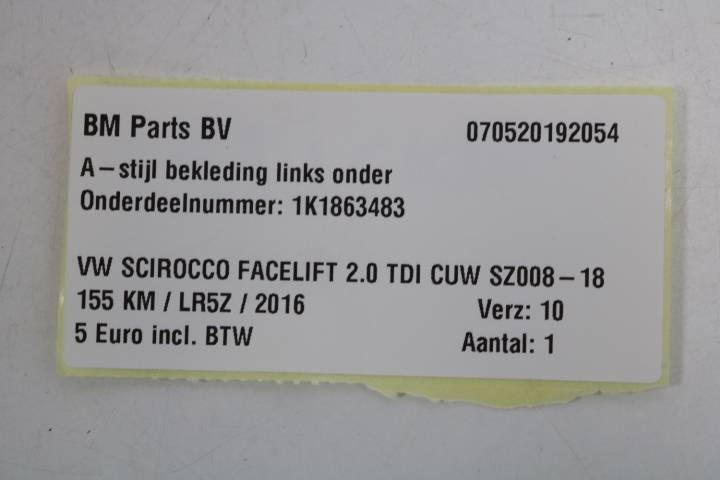 BM Parts BV 070520192054
A-stijl bekleding links onder
Onderdeelnummer: 1K1863483
VW SCIROCCO FACELIFT 2.0 TDI CUW SZ008-18
155 KM / LR5Z / 2016 Verz: 10
5 Euro incl. BTW Aantal: 1